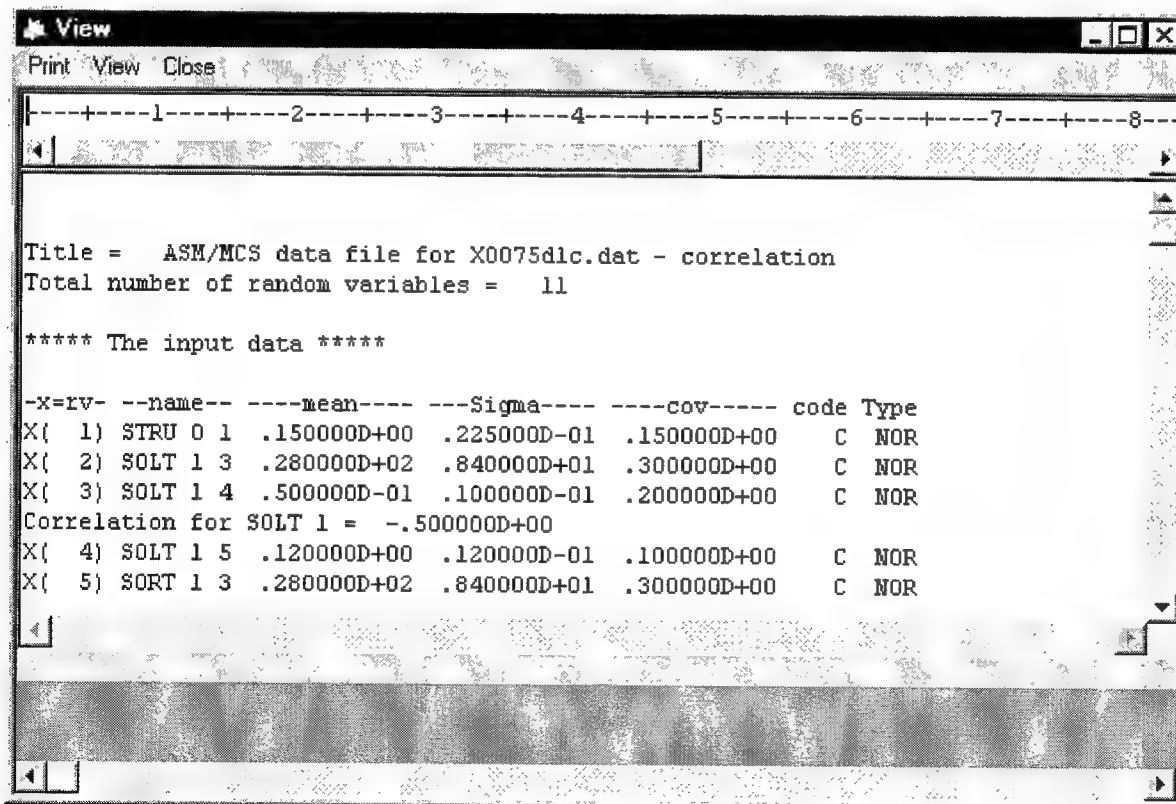 View
Print View Close
----+----1----+----2----+----3----+----4----+----5----+----6----+----7----+----8---
Title =   ASM/MCS data file for X0075dlc.dat - correlation
Total number of random variables =   11
***** The input data *****
-x=rv- --name-- ----mean---- ---Sigma---- ----cov----- code Type
X(  1) STRU 0 1  .150000D+00  .225000D-01  .150000D+00    C  NOR
X(  2) SOLT 1 3  .280000D+02  .840000D+01  .300000D+00    C  NOR
X(  3) SOLT 1 4  .500000D-01  .100000D-01  .200000D+00    C  NOR
Correlation for SOLT 1 =  -.500000D+00
X(  4) SOLT 1 5  .120000D+00  .120000D-01  .100000D+00    C  NOR
X(  5) SORT 1 3  .280000D+02  .840000D+01  .300000D+00    C  NOR